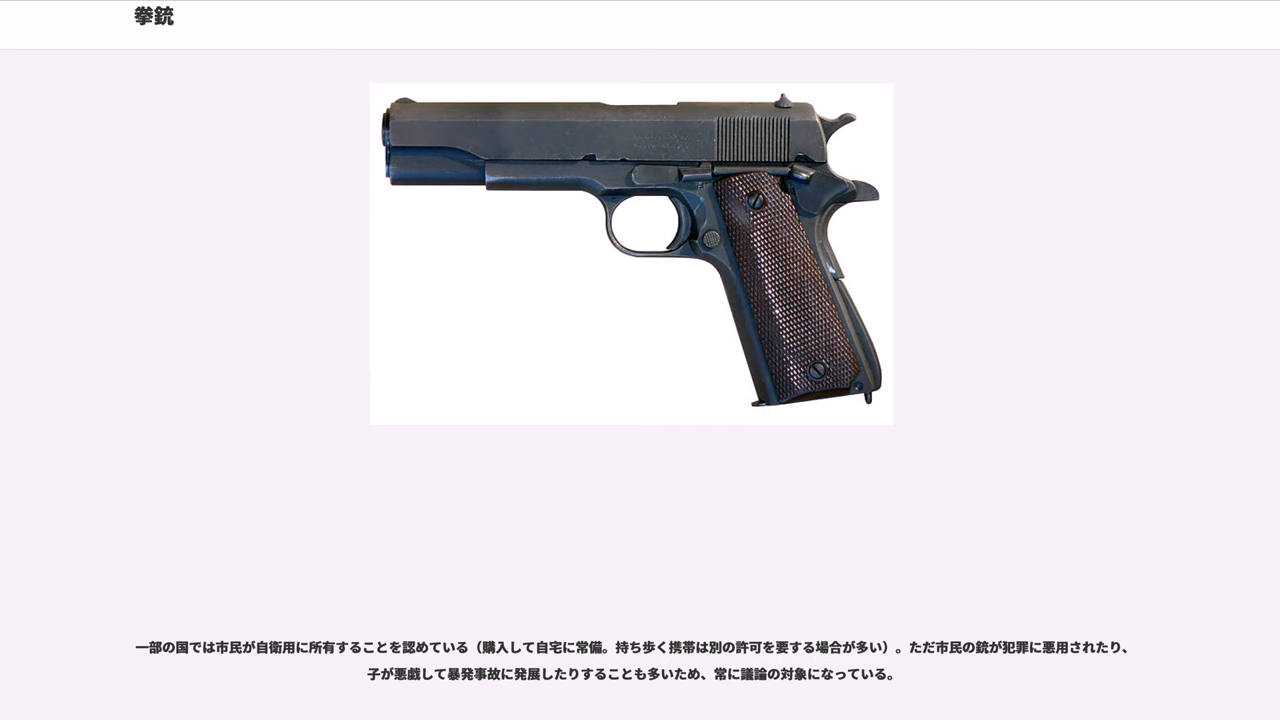 拳銃
一部の国では市民が自衛用に所有することを認めている（購入して自宅に常備。持ち歩く携帯は別の許可を要する場合が多い）。ただ市民の銃が犯罪に悪用されたり、
子が悪戯して暴発事故に発展したりすることも多いため、常に議論の対象になっている。